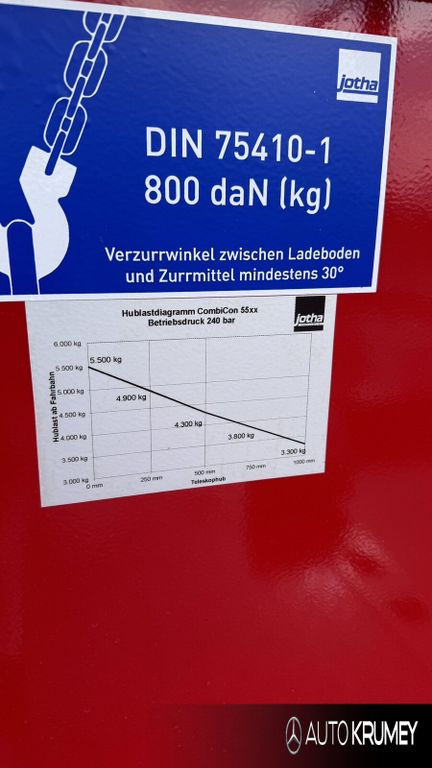 jotha
DIN 75410-1
800 daN (kg)
Verzurrwinkel zwischen Ladeboden
und Zurrmittel mindestens 30°
Hublastdiagramm CombiCon 55xx
Betriebsdruck 240 bar
jotha
Hublast ab Fahrbahn
6.000 kg
5.500 kg
5.000 kg
4.500 kg
4.000 kg
3.500 kg
3.000 kg
5.500 kg
4.900 kg
4.300 kg
3.800 kg
3.300 kg
0 mm
250 mm
500 mm
750 mm
1000 mm
Teleskophub
AUTOKRUMEY